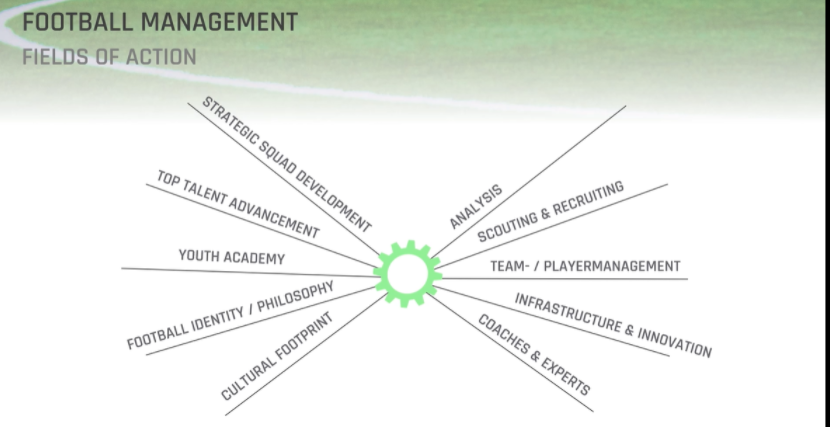 FOOTBALL MANAGEMENT
FIELDS OF ACTION
STRATEGIC SQUAD DEVELOPMENT
TOP TALENT ADVANCEMENT
YOUTH ACADEMY
FOOTBALL IDENTITY / PHILOSOPHY
CULTURAL FOOTPRINT
ANALYSIS
SCOUTING & RECRUITING
TEAM- / PLAYERMANAGEMENT
INFRASTRUCTURE & INNOVATION
COACHES & EXPERTS